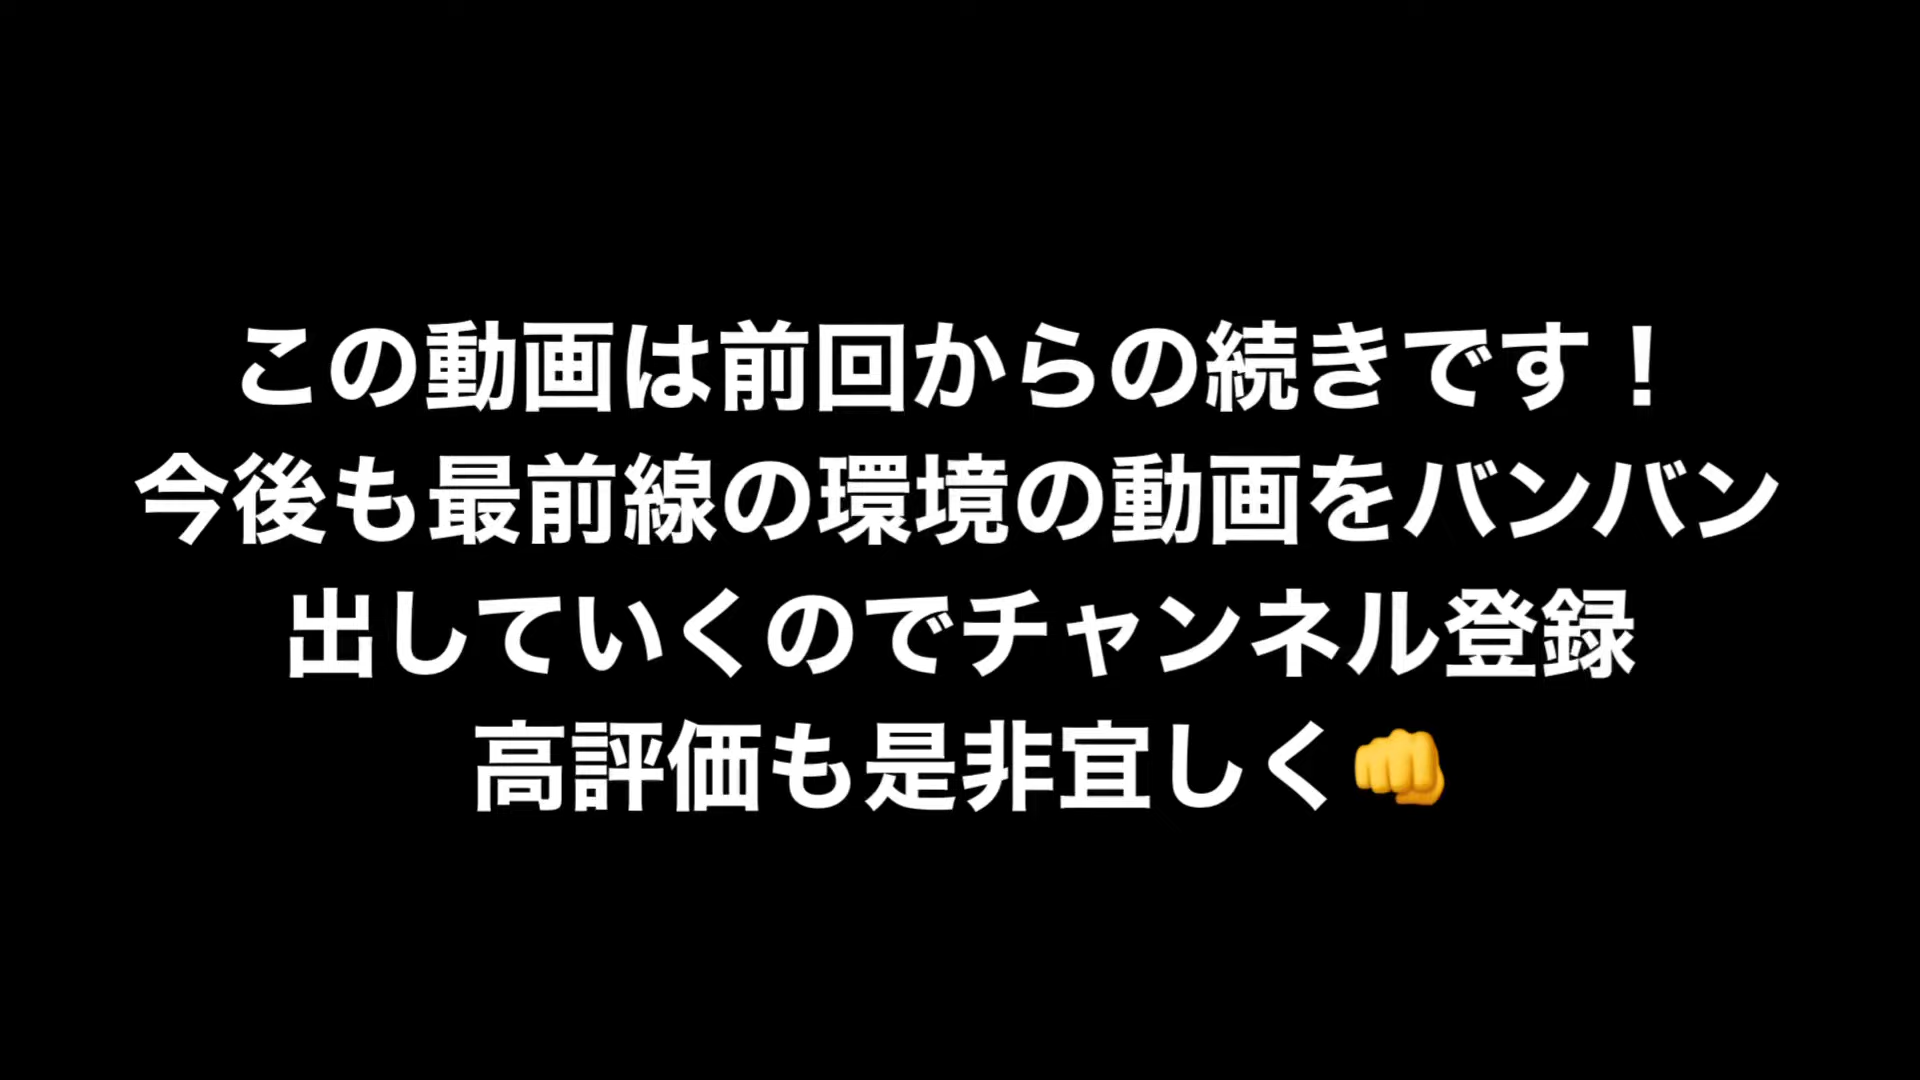 この動画は前回からの続きです！
今後も最前線の環境の動画をバンバン
出していくのでチャンネル登録
高評価も是非宜しく👊